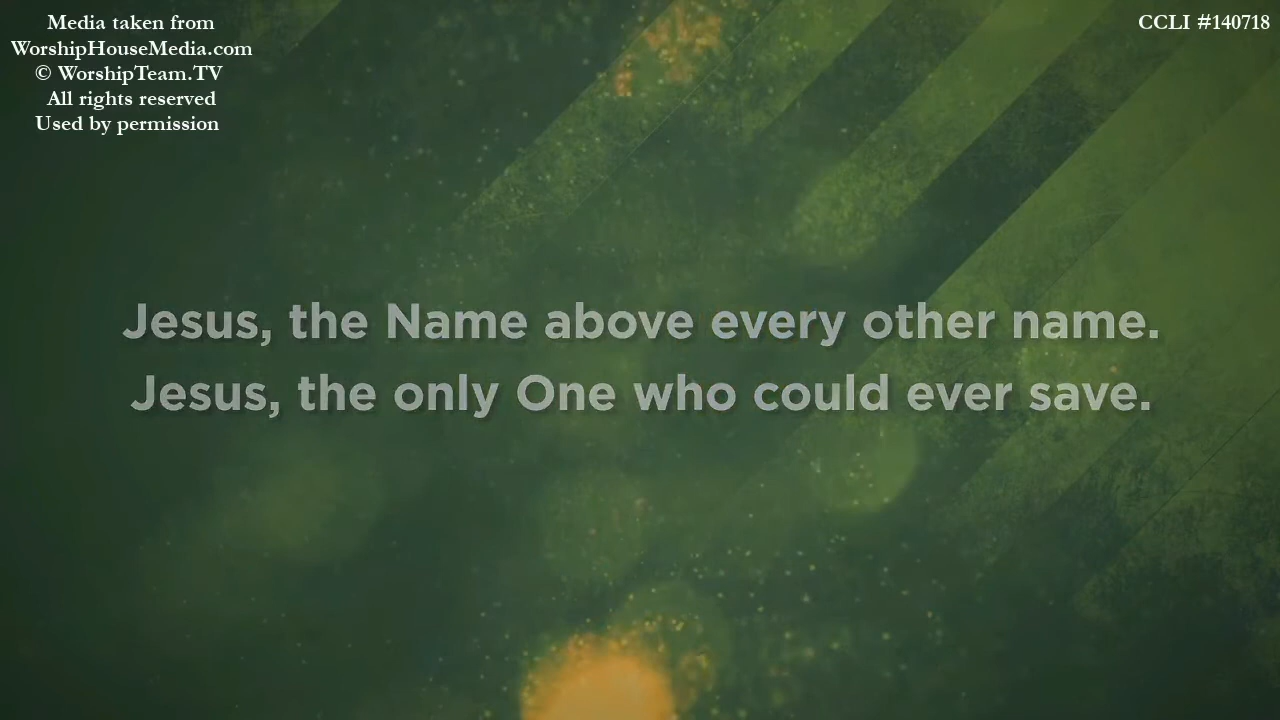 Media taken from
WorshipHouseMedia.com
© WorshipTeam.TV
All rights reserved
Used by permission
CCLI #140718
Jesus, the Name above every other name.
Jesus, the only One who could ever save.